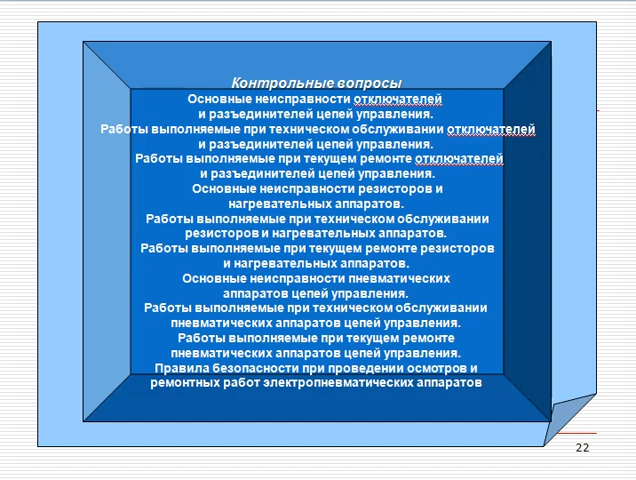 Контрольные вопросы
Основные неисправности отключателей
и разъединителей цепей управления.
Работы выполняемые при техническом обслуживании отключателей
и разъединителей цепей управления.
Работы выполняемые при текущем ремонте отключателей
и разъединителей цепей управления.
Основные неисправности резисторов и
нагревательных аппаратов.
Работы выполняемые при техническом обслуживании
резисторов и нагревательных аппаратов.
Работы выполняемые при текущем ремонте резисторов
и нагревательных аппаратов.
Основные неисправности пневматических
аппаратов цепей управления.
Работы выполняемые при техническом обслуживании
пневматических аппаратов цепей управления.
Работы выполняемые при текущем ремонте
пневматических аппаратов цепей управления.
Правила безопасности при проведении осмотров и
ремонтных работ электропневматических аппаратов
22